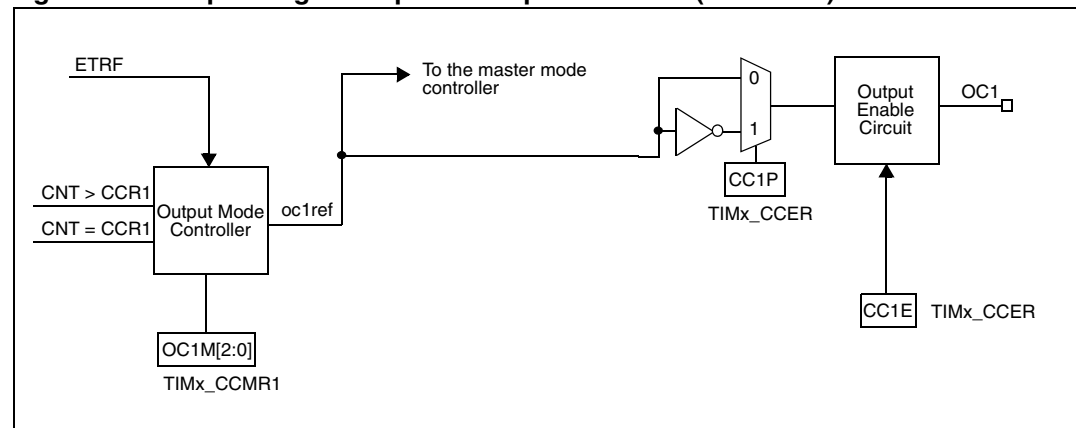 ETRF
To the master mode
controller
0
1
Output
Enable
Circuit
OC1
CNT > CCR1
CNT = CCR1
Output Mode
Controller
oc1ref
CC1P
TIMx_CCER
CC1E
TIMx_CCER
OC1M[2:0]
TIMx_CCMR1